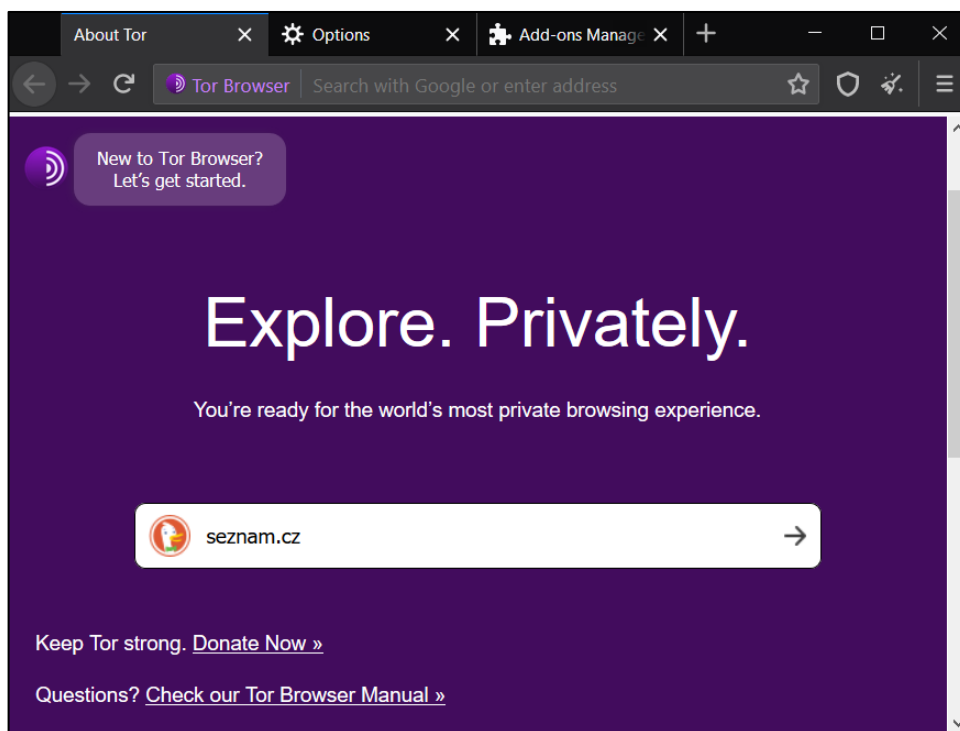 About Tor
Options
Add-ons Manage
Tor Browser
Search with Google or enter address
New to Tor Browser?
Let's get started.
Explore. Privately.
You're ready for the world's most private browsing experience.
seznam.cz
Keep Tor strong. Donate Now »
Questions? Check our Tor Browser Manual »